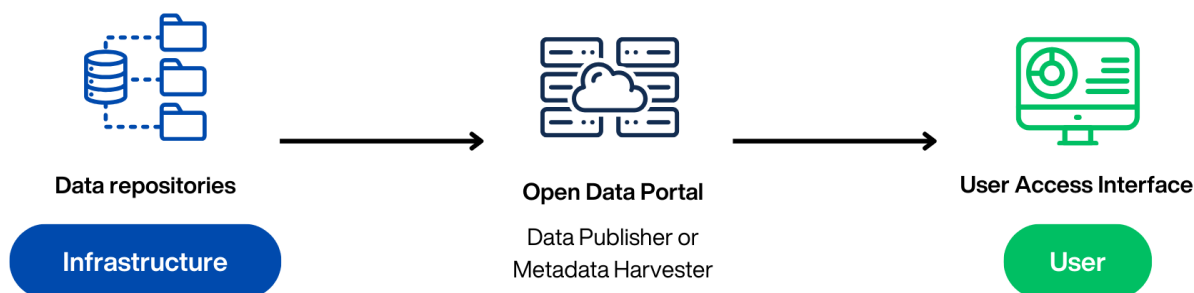 Data repositories
Infrastructure
Open Data Portal
Data Publisher or
Metadata Harvester
User Access Interface
User